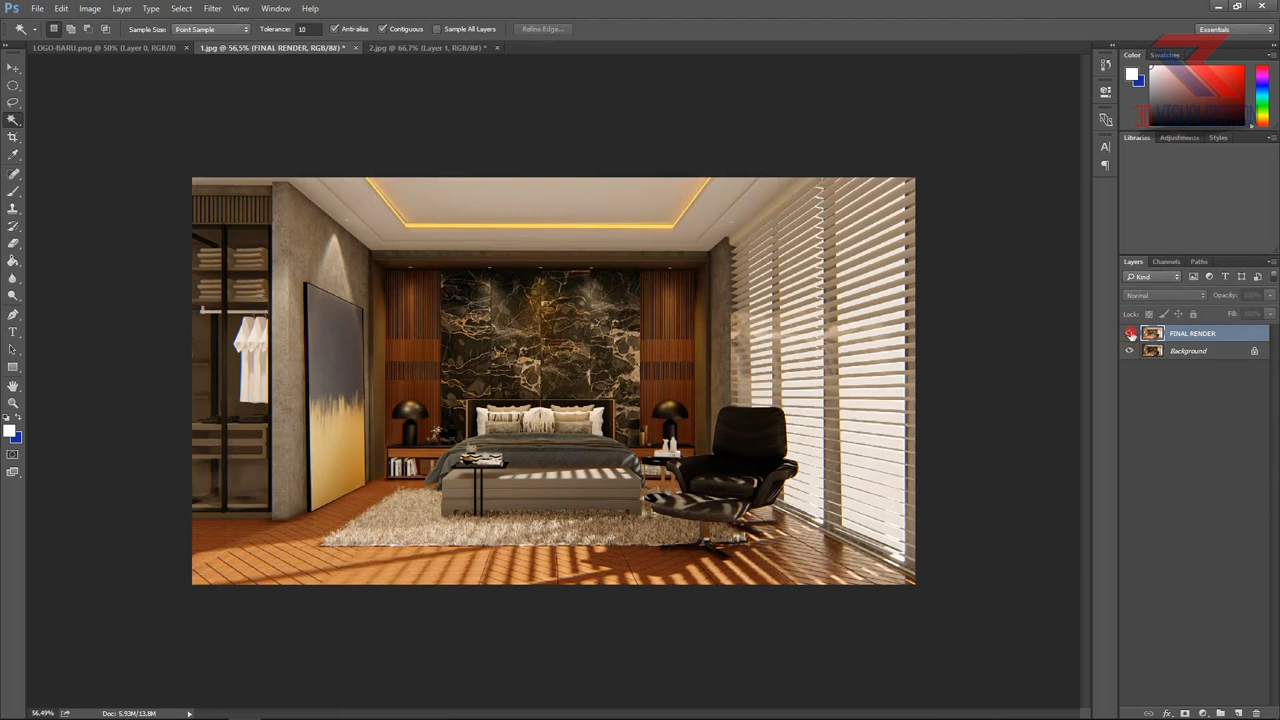 Ps File Edit Image Layer Type Select Filter View Window Help
Sample Size: Point Sample Tolerance: 10 Anti-alias Contiguous Sample All Layers Refine Edge... Essentials
LOGO-BARU.png @ 50% (Layer 0, RGB/8) × 1.jpg @ 56,5% (FINAL RENDER, RGB/8#) * × 2.jpg @ 66,7% (Layer 1, RGB/8#) * ×
Color Swatches
Libraries Adjustments Styles
Layers Channels Paths
Kind
Normal Opacity: 100%
Lock: Fill: 100%
FINAL RENDER
Background
56,49% Doc: 5,93M/13,8M